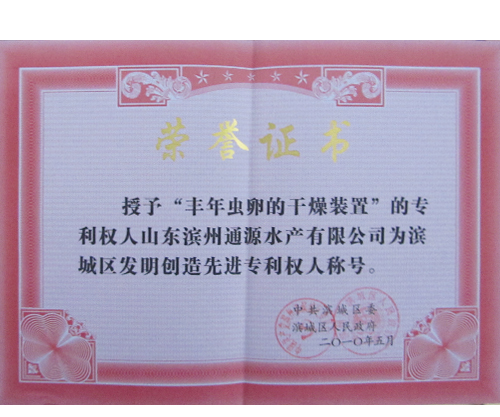 荣誉证书
授予“丰年虫卵的干燥装置”的专
利权人山东滨州通源水产有限公司为滨
城区发明创造先进专利权人称号。
中共滨城区委
滨城区人民政府
二〇一〇年五月